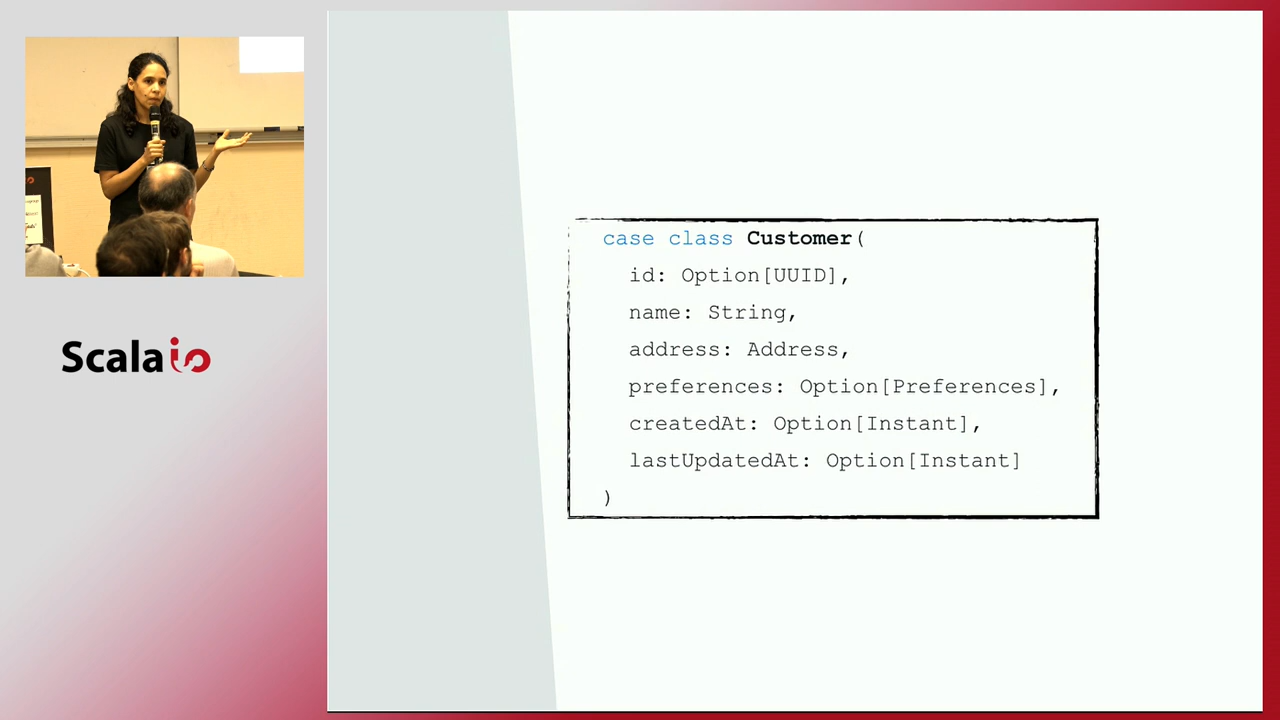 Scala io
case class Customer(
id: Option[UUID],
name: String,
address: Address,
preferences: Option[Preferences],
createdAt: Option[Instant],
lastUpdatedAt: Option[Instant]
)